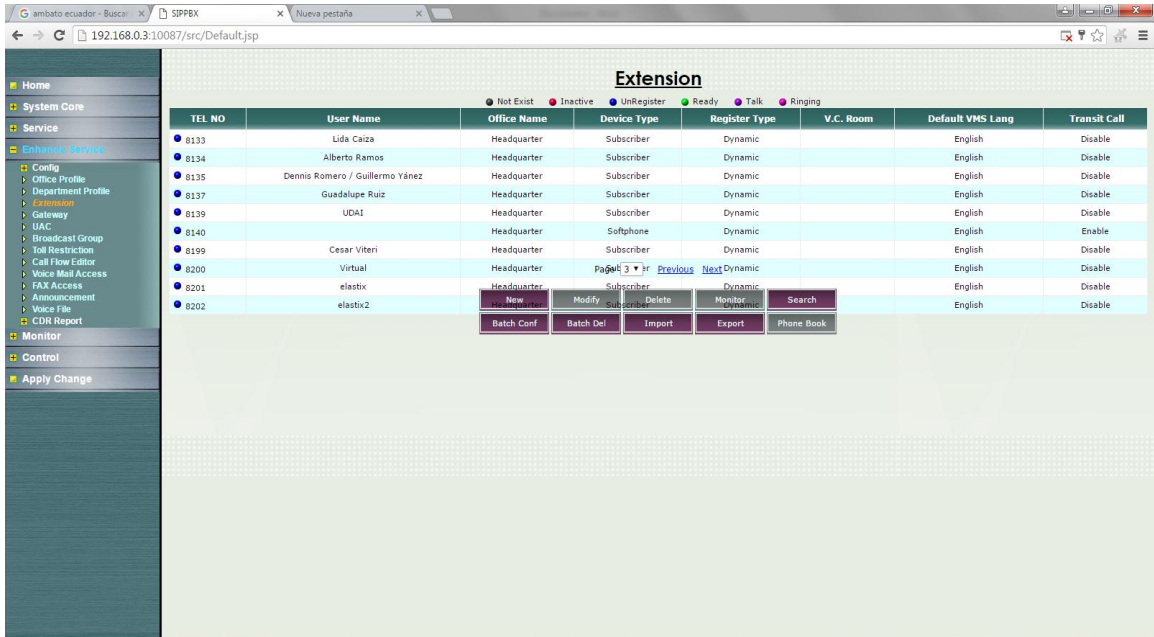 ambato ecuador - Buscar
SIPPBX
Nueva pestaña
192.168.0.3:10087/src/Default.jsp
Home
System Core
Service
Enhance Service
Config
Office Profile
Department Profile
Extension
Gateway
UAC
Broadcast Group
Toll Restriction
Call Flow Editor
Voice Mail Access
FAX Access
Announcement
Voice File
CDR Report
Monitor
Control
Apply Change
Extension
Not Exist Inactive UnRegister Ready Talk Ringing
TEL NO User Name Office Name Device Type Register Type V.C. Room Default VMS Lang Transit Call
8133 Lida Caiza Headquarter Subscriber Dynamic English Disable
8134 Alberto Ramos Headquarter Subscriber Dynamic English Disable
8135 Dennis Romero / Guillermo Yánez Headquarter Subscriber Dynamic English Disable
8137 Guadalupe Ruiz Headquarter Subscriber Dynamic English Disable
8139 UDAI Headquarter Subscriber Dynamic English Disable
8140 Headquarter Softphone Dynamic English Enable
8199 Cesar Viteri Headquarter Subscriber Dynamic English Disable
8200 Virtual Headquarter Subscriber Dynamic English Disable
Page 3 Previous Next
8201 elastix Headquarter Subscriber Dynamic English Disable
8202 elastix2 Headquarter Subscriber Dynamic English Disable
New Modify Delete Monitor Search
Batch Conf Batch Del Import Export Phone Book